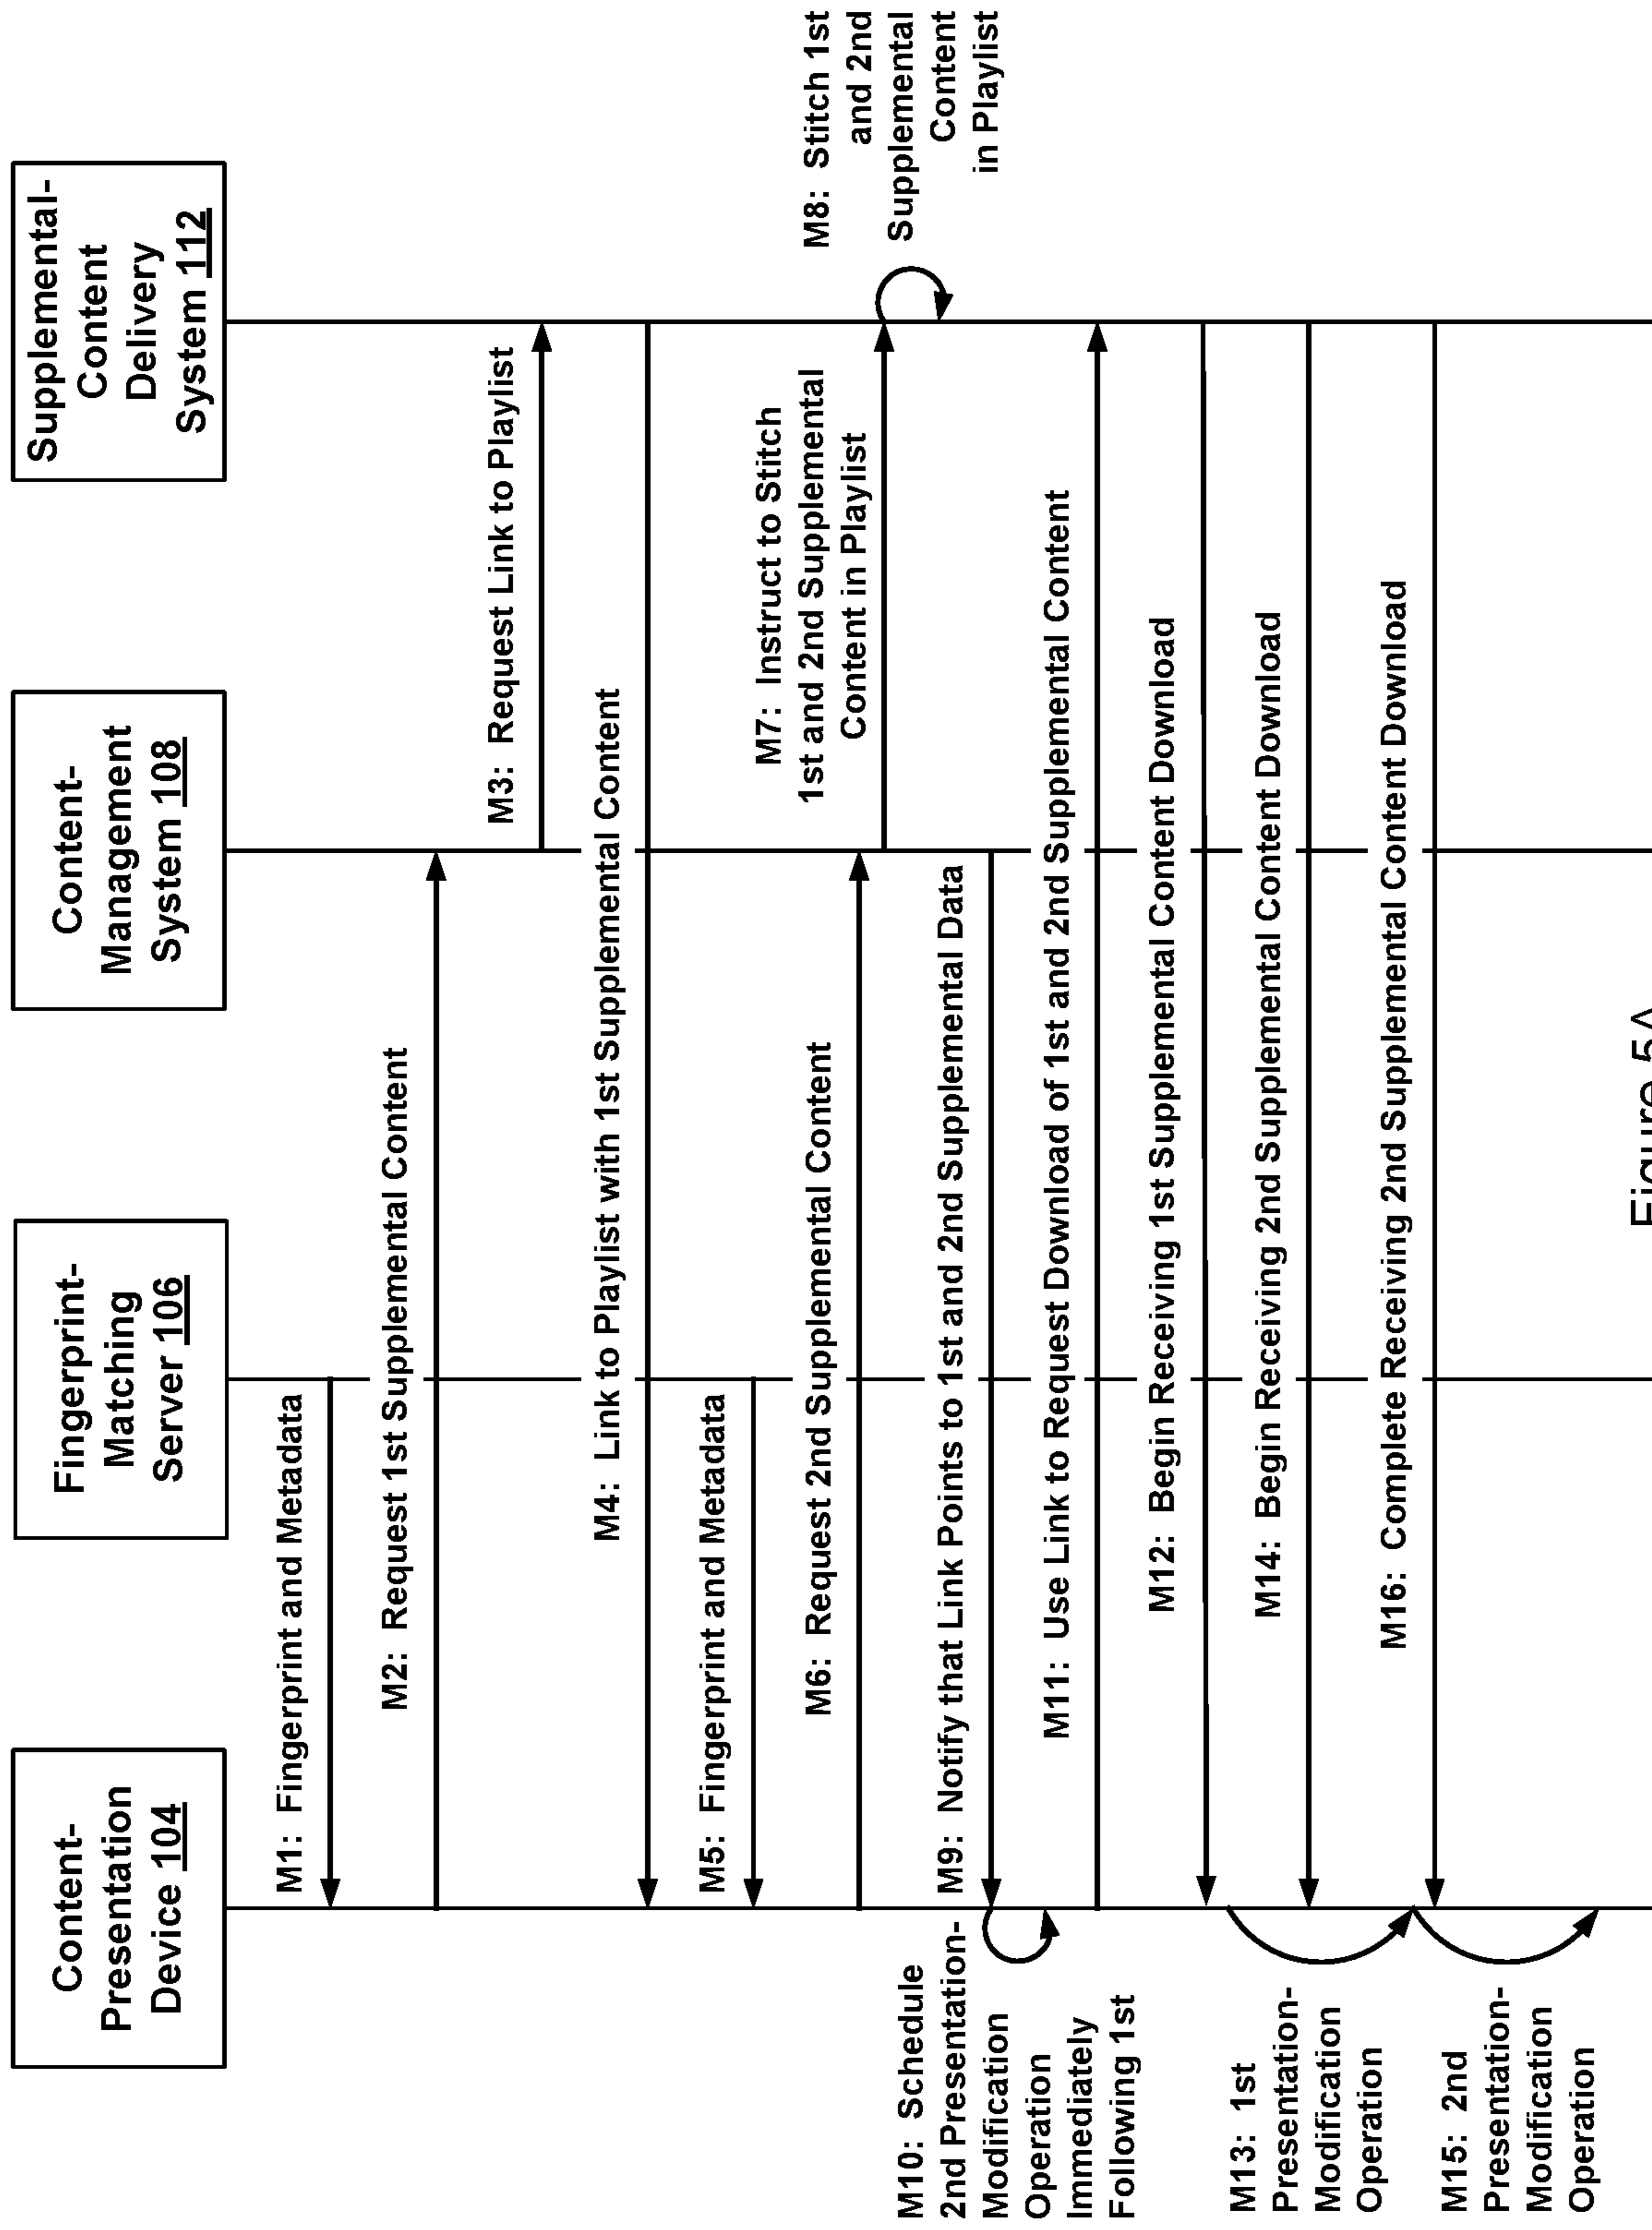 Content-
Presentation
Device 104
Fingerprint-
Matching
Server 106
Content-
Management
System 108
Supplemental-
Content
Delivery
System 112
M1: Fingerprint and Metadata
M2: Request 1st Supplemental Content
M3: Request Link to Playlist
M4: Link to Playlist with 1st Supplemental Content
M5: Fingerprint and Metadata
M6: Request 2nd Supplemental Content
M7: Instruct to Stitch
1st and 2nd Supplemental
Content in Playlist
M8: Stitch 1st
and 2nd
Supplemental
Content
in Playlist
M9: Notify that Link Points to 1st and 2nd Supplemental Data
M10: Schedule
2nd Presentation-
Modification
Operation
Immediately
Following 1st
M11: Use Link to Request Download of 1st and 2nd Supplemental Content
M12: Begin Receiving 1st Supplemental Content Download
M13: 1st
Presentation-
Modification
Operation
M14: Begin Receiving 2nd Supplemental Content Download
M15: 2nd
Presentation-
Modification
Operation
M16: Complete Receiving 2nd Supplemental Content Download
Figure 5A